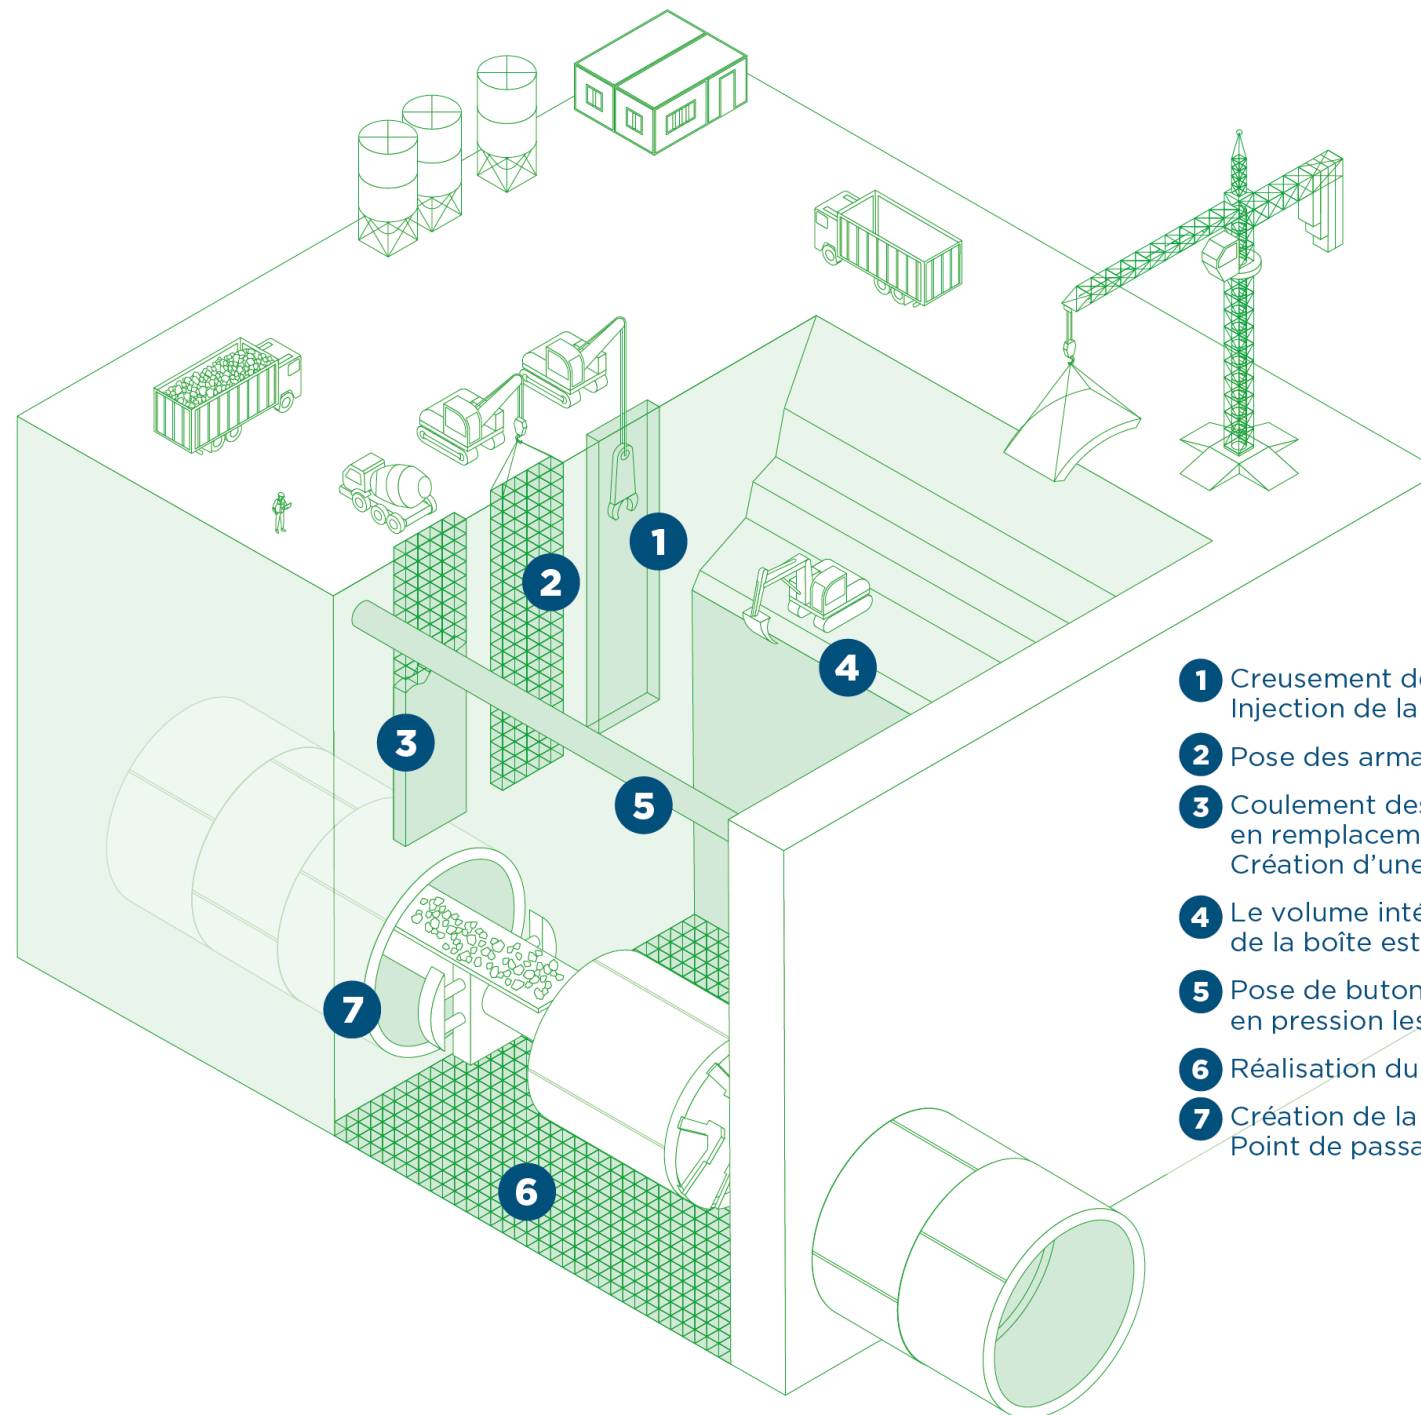 1
2
4
3
5
7
6
1 Creusement de
Injection de la
2 Pose des arma
3 Coulement des
en remplacem
Création d’une
4 Le volume inté
de la boîte est
5 Pose de buton
en pression les
6 Réalisation du
7 Création de la
Point de passa